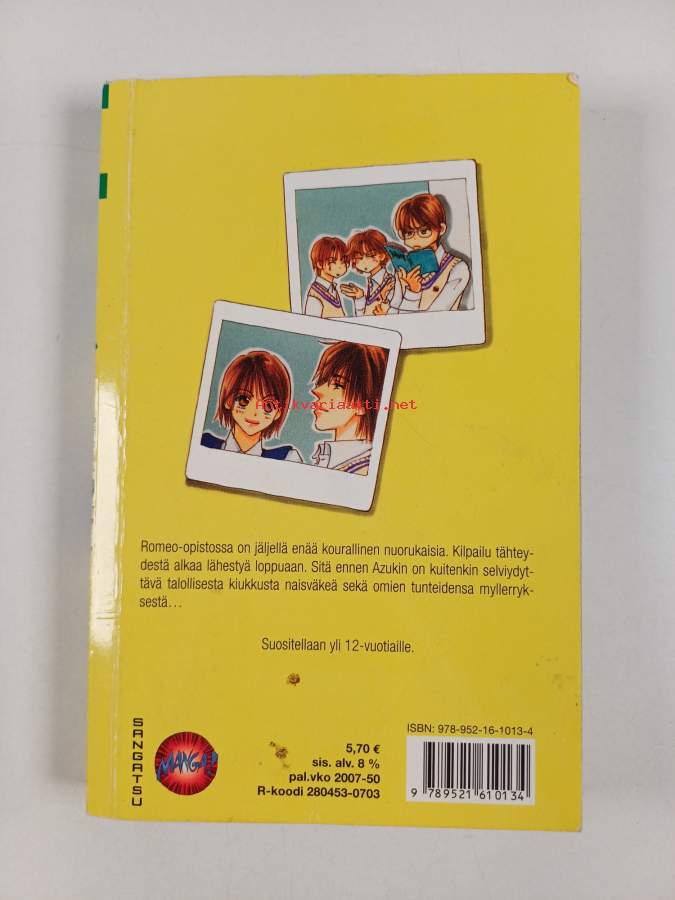 Antikvariaatti.net
Romeo-opistossa on jäljellä enää kourallinen nuorukaisia. Kilpailu tähtey-
destä alkaa lähestyä loppuaan. Sitä ennen Azukin on kuitenkin selviydyt-
tävä talollisesta kiukkusta naisväkeä sekä omien tunteidensa myllerryk-
sestä…
Suositellaan yli 12-vuotiaille.
SANGATSU
MANGA!
5,70 €
sis. alv. 8 %
pal.vko 2007-50
R-koodi 280453-0703
ISBN: 978-952-16-1013-4
9 789521 610134